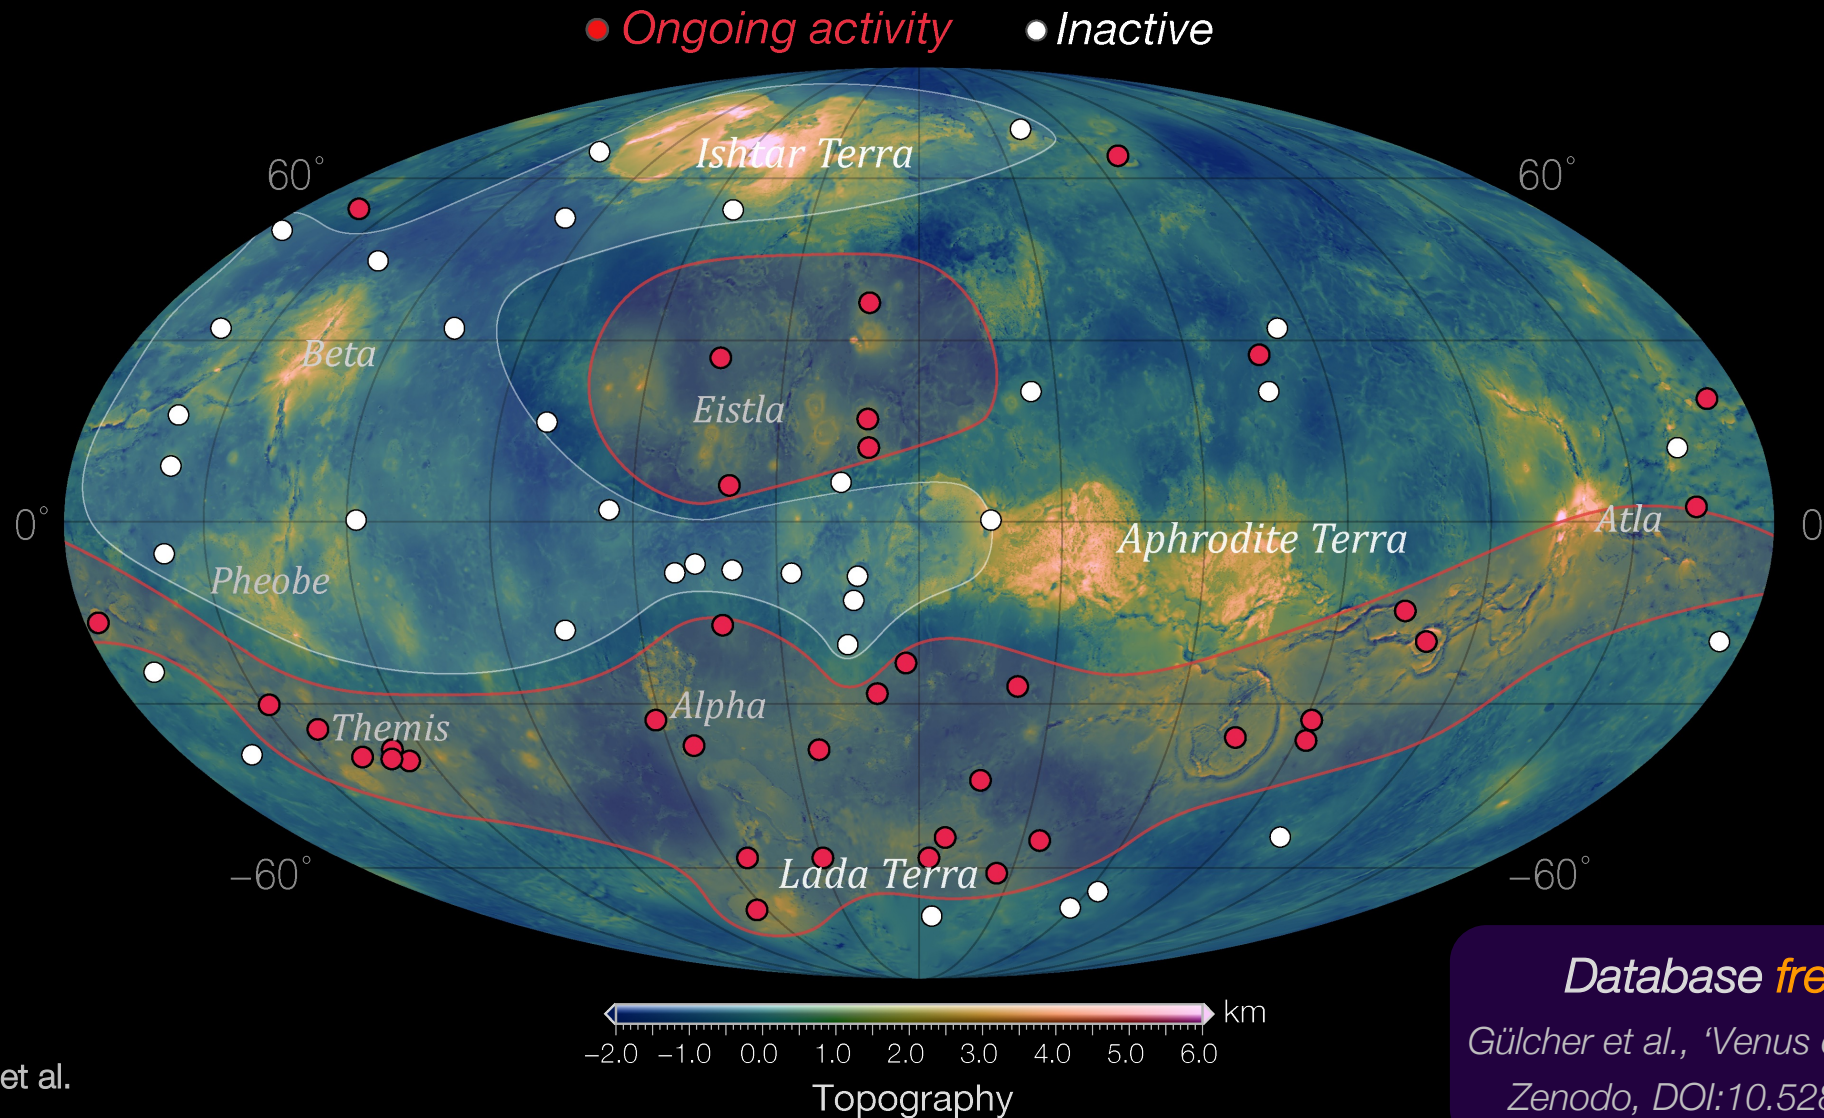 Ongoing activity
Inactive
60°
60°
Ishtar Terra
Beta
Eistla
0°
Aphrodite Terra
Atla
0
Pheobe
Alpha
Themis
−60°
Lada Terra
−60°
km
−2.0 −1.0 0.0 1.0 2.0 3.0 4.0 5.0 6.0
Topography
et al.
Database fre
Gülcher et al., ‘Venus
Zenodo, DOI:10.528